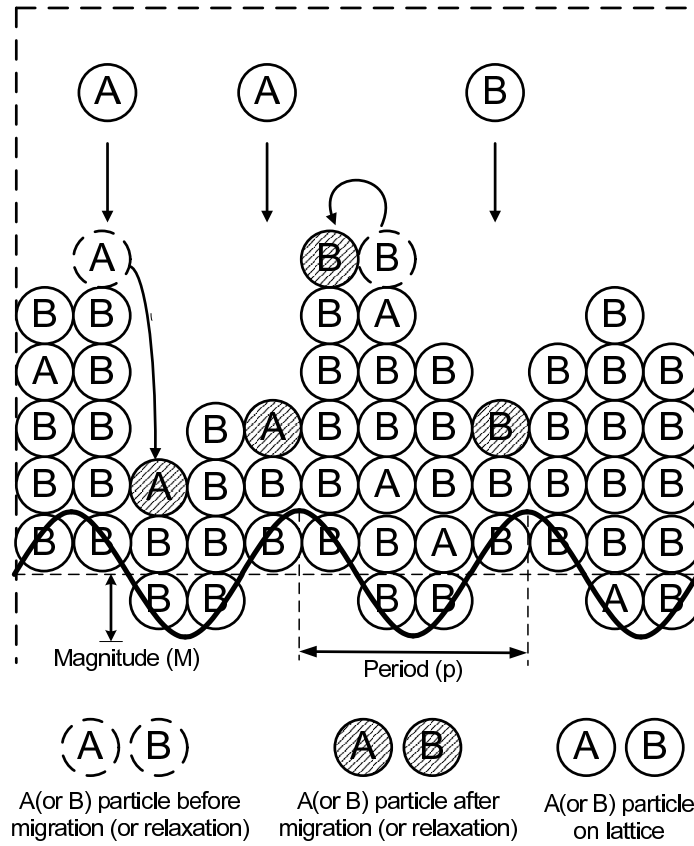 A A B
A B B
B B B A B
A B B B B B B B
B B B A B B B B B B B
B B A B B B A B B B B B
B B B B B B B A B B B B
B B B B A B
Magnitude (M)
Period (p)
A B
A B
A B
A(or B) particle before
migration (or relaxation)
A(or B) particle after
migration (or relaxation)
A(or B) particle
on lattice